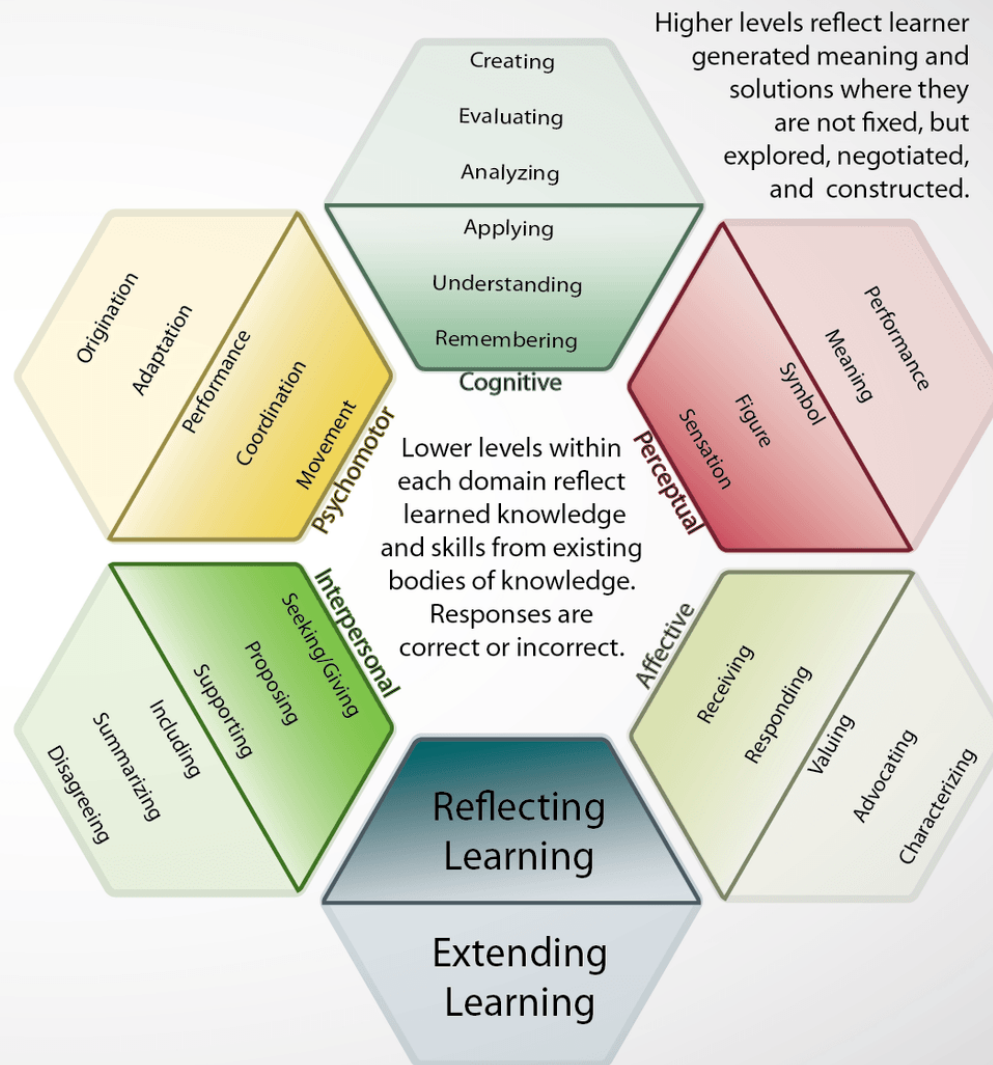 Higher levels reflect learner
generated meaning and
solutions where they
are not fixed, but
explored, negotiated,
and constructed.
Creating
Evaluating
Analyzing
Applying
Understanding
Remembering
Cognitive
Origination
Adaptation
Performance
Coordination
Movement
Psychomotor
Performance
Meaning
Symbol
Figure
Sensation
Perceptual
Lower levels within
each domain reflect
learned knowledge
and skills from existing
bodies of knowledge.
Responses are
correct or incorrect.
Interpersonal
Seeking/Giving
Proposing
Supporting
Including
Summarizing
Disagreeing
Affective
Receiving
Responding
Valuing
Advocating
Characterizing
Reflecting
Learning
Extending
Learning